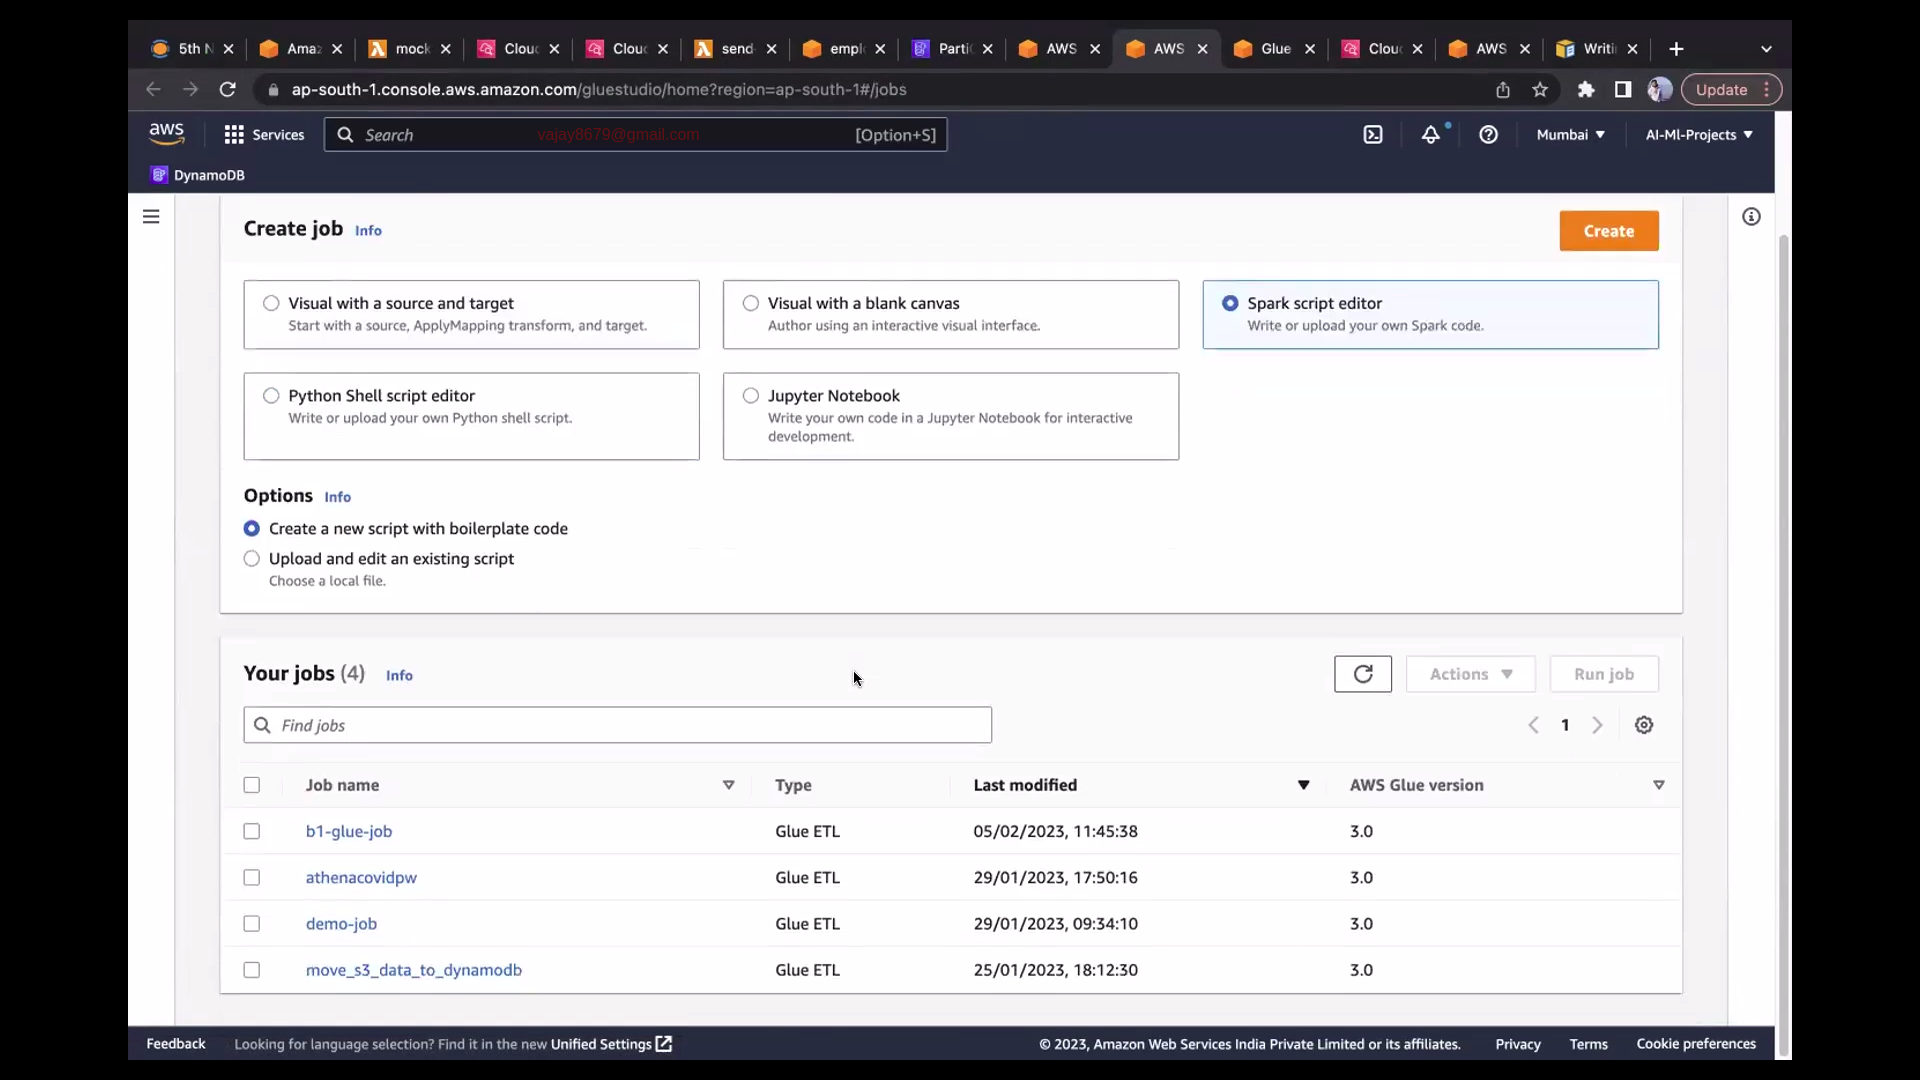 5th N
Ama
mock
Clou
Clou
send-
empl
Parti
AWS
AWS
Glue
Clou
AWS
Writi
ap-south-1.console.aws.amazon.com/gluestudio/home?region=ap-south-1#/jobs
Update
aws
Services
Search
vajay8679@gmail.com
[Option+S]
Mumbai
AI-Ml-Projects
DynamoDB
Create job Info
Create
Visual with a source and target
Start with a source, ApplyMapping transform, and target.
Visual with a blank canvas
Author using an interactive visual interface.
Spark script editor
Write or upload your own Spark code.
Python Shell script editor
Write or upload your own Python shell script.
Jupyter Notebook
Write your own code in a Jupyter Notebook for interactive
development.
Options Info
Create a new script with boilerplate code
Upload and edit an existing script
Choose a local file.
Your jobs (4) Info
Actions
Run job
Find jobs
1
Job name Type Last modified AWS Glue version
b1-glue-job Glue ETL 05/02/2023, 11:45:38 3.0
athenacovidpw Glue ETL 29/01/2023, 17:50:16 3.0
demo-job Glue ETL 29/01/2023, 09:34:10 3.0
move_s3_data_to_dynamodb Glue ETL 25/01/2023, 18:12:30 3.0
Feedback Looking for language selection? Find it in the new Unified Settings © 2023, Amazon Web Services India Private Limited or its affiliates. Privacy Terms Cookie preferences